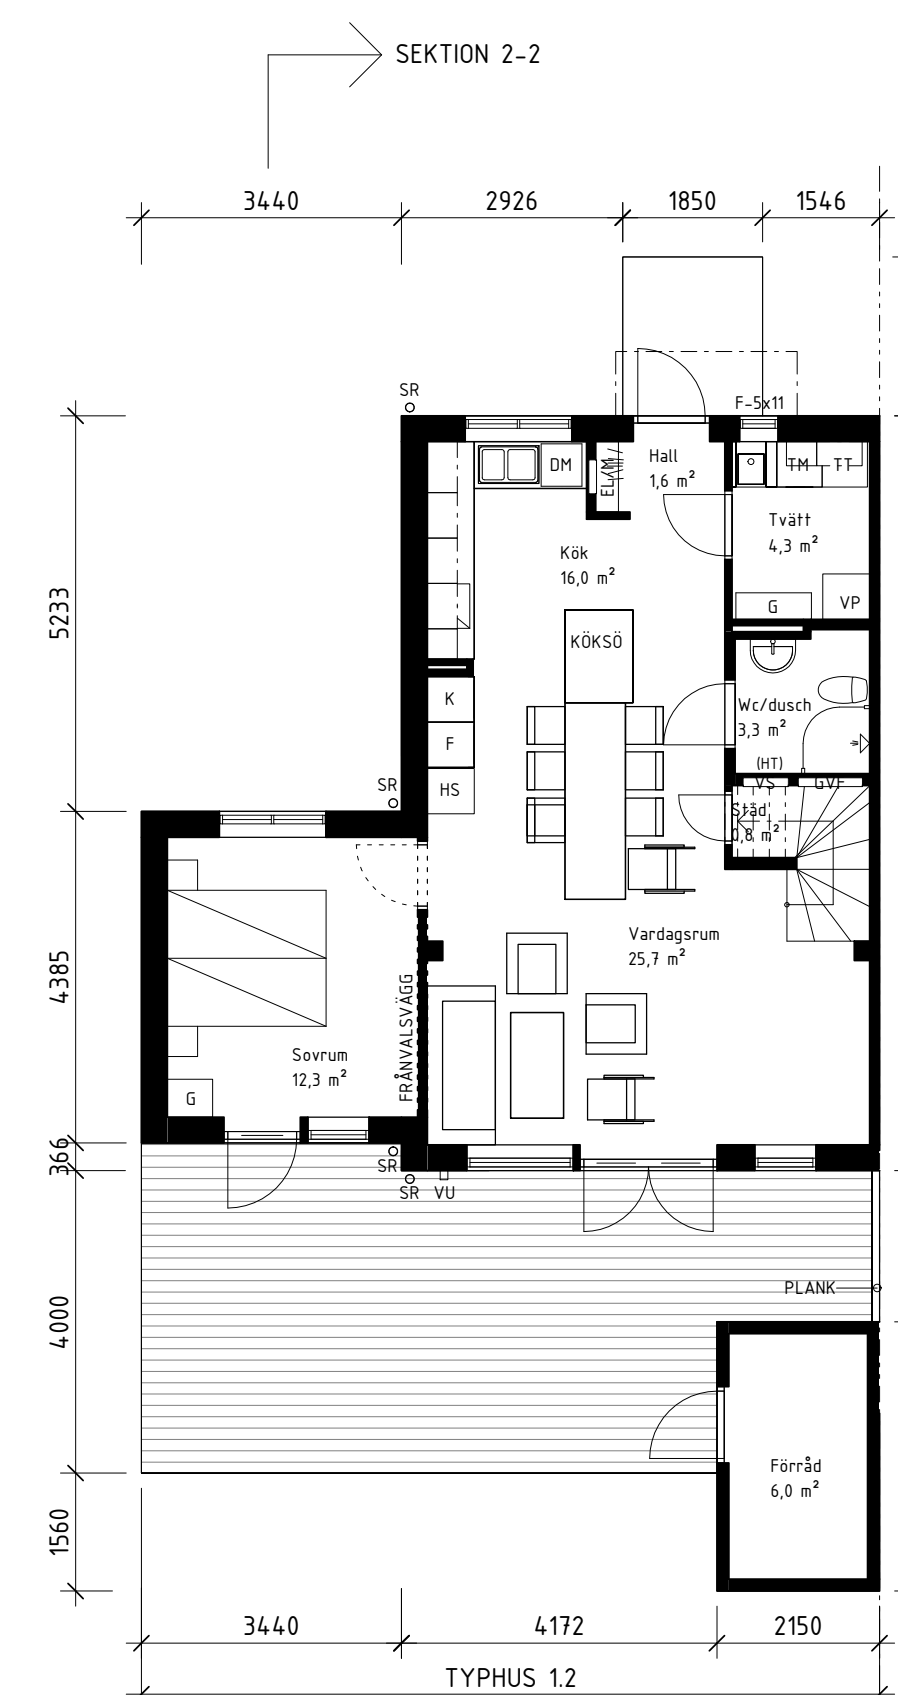 SEKTION 2-2
3440
2926
1850
1546
SR
F-5x11
DM
EL/M
Hall
1,6 m²
TM
TT
Tvätt
4,3 m²
Kök
16,0 m²
G
VP
5233
KÖKSÖ
K
Wc/dusch
3,3 m²
F
(HT)
SR
HS
VS
GVF
Städ
0,8 m²
Vardagsrum
25,7 m²
4385
FRÅNVALSVÄGG
Sovrum
12,3 m²
G
366
SR
SR
VU
PLANK
4000
Förråd
6,0 m²
1560
3440
4172
2150
TYPHUS 1.2